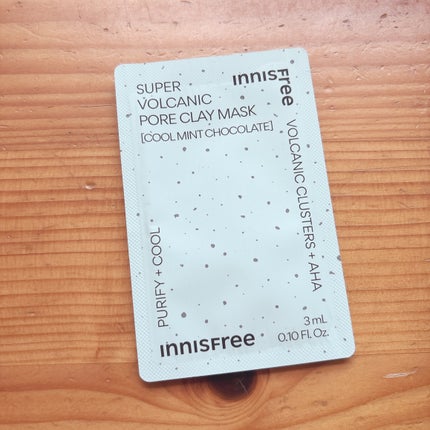 SUPER
VOLCANIC
PORE CLAY MASK
[COOL MINT CHOCOLATE]
INNISFree
VOLCANIC CLUSTERS + AHA
PURIFY + COOL
3 mL
0.10 Fl. Oz.
INNISFree